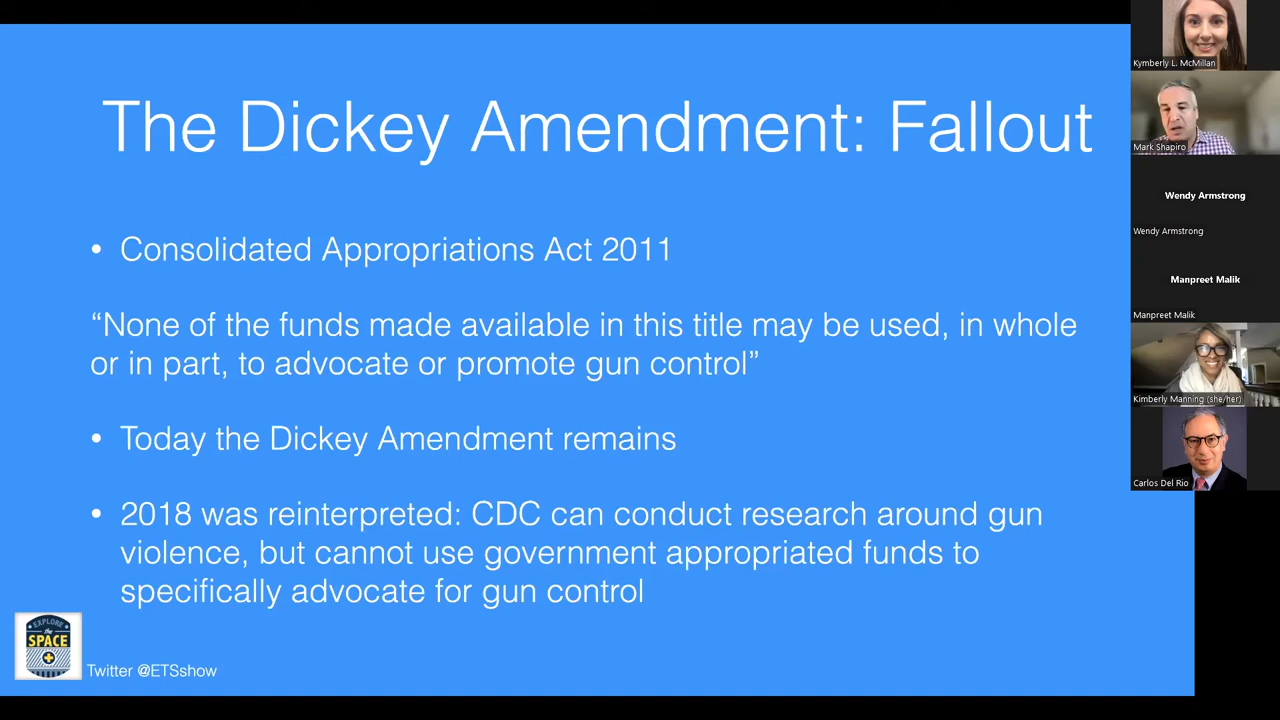 The Dickey Amendment: Fallout
• Consolidated Appropriations Act 2011
“None of the funds made available in this title may be used, in whole
or in part, to advocate or promote gun control”
• Today the Dickey Amendment remains
• 2018 was reinterpreted: CDC can conduct research around gun
violence, but cannot use government appropriated funds to
specifically advocate for gun control
EXPLORE
the
SPACE
Twitter @ETSshow
Kymberly L. McMillan
Mark Shapiro
Wendy Armstrong
Wendy Armstrong
Manpreet Malik
Manpreet Malik
Kimberly Manning (she/her)
Carlos Del Rio